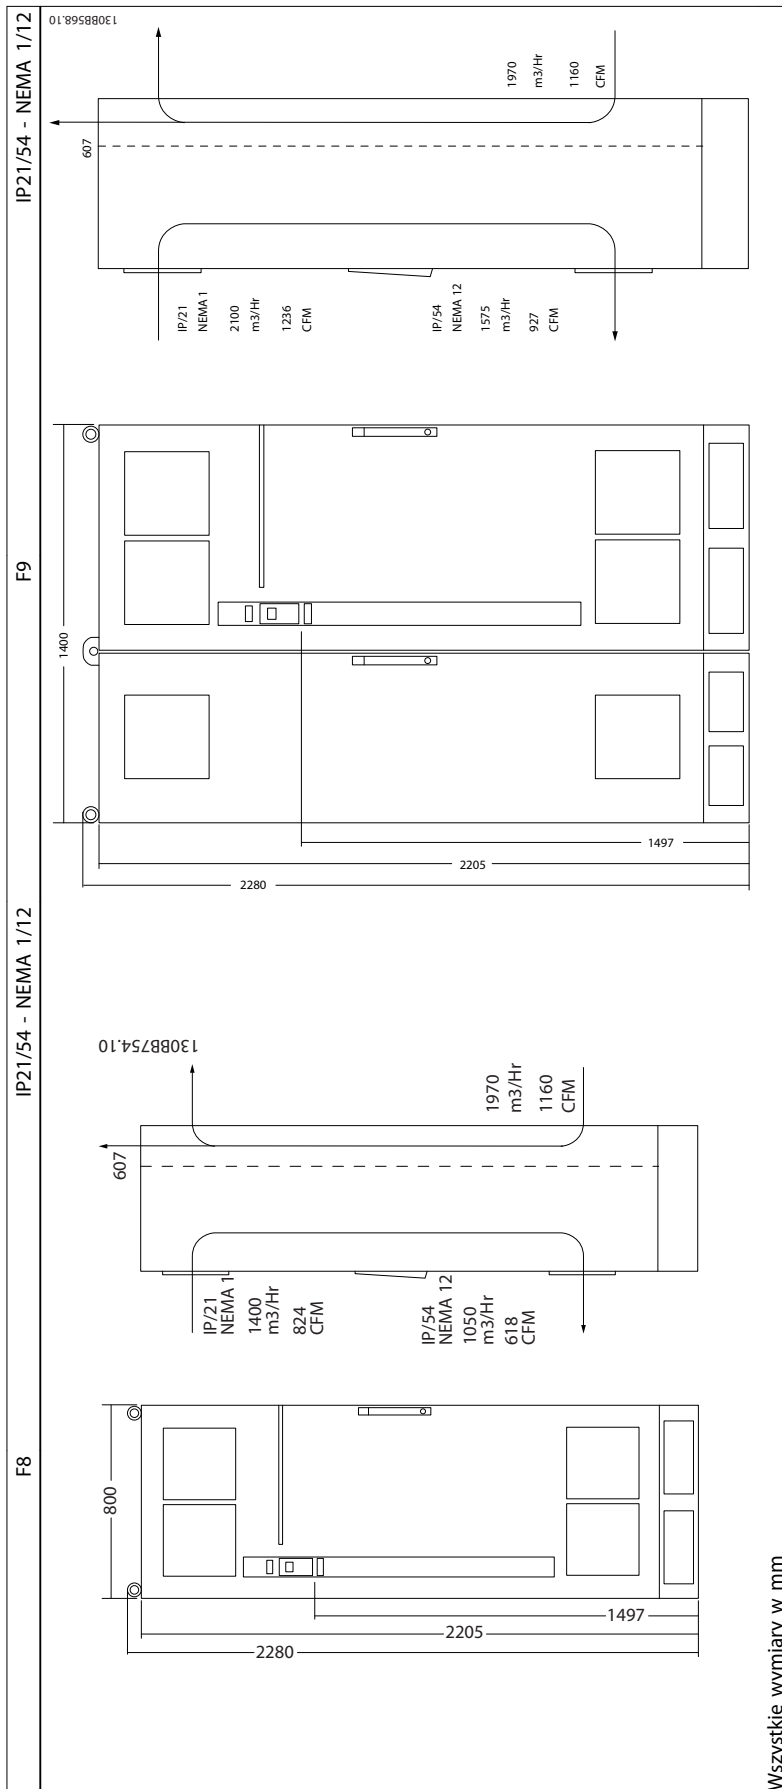 F8
IP21/54 - NEMA 1/12
F9
IP21/54 - NEMA 1/12
800
2280
2205
1497
IP/21
NEMA 1
1400
m3/Hr
824
CFM
IP/54
NEMA 12
1050
m3/Hr
618
CFM
607
1970
m3/Hr
1160
CFM
130BB754.10
1400
2280
2205
1497
IP/21
NEMA 1
2100
m3/Hr
1236
CFM
IP/54
NEMA 12
1575
m3/Hr
927
CFM
607
1970
m3/Hr
1160
CFM
130BB568.10
Wszystkie wymiary w mm